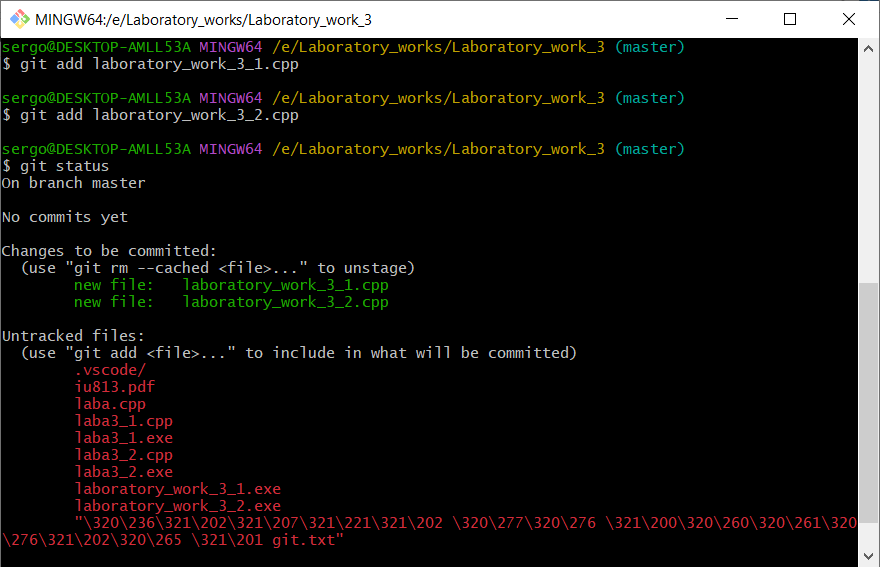 MINGW64:/e/Laboratory_works/Laboratory_work_3
sergo@DESKTOP-AMLL53A MINGW64 /e/Laboratory_works/Laboratory_work_3 (master)
$ git add laboratory_work_3_1.cpp
sergo@DESKTOP-AMLL53A MINGW64 /e/Laboratory_works/Laboratory_work_3 (master)
$ git add laboratory_work_3_2.cpp
sergo@DESKTOP-AMLL53A MINGW64 /e/Laboratory_works/Laboratory_work_3 (master)
$ git status
On branch master
No commits yet
Changes to be committed:
(use "git rm --cached <file>..." to unstage)
new file:   laboratory_work_3_1.cpp
new file:   laboratory_work_3_2.cpp
Untracked files:
(use "git add <file>..." to include in what will be committed)
.vscode/
iu813.pdf
laba.cpp
laba3_1.cpp
laba3_1.exe
laba3_2.cpp
laba3_2.exe
laboratory_work_3_1.exe
laboratory_work_3_2.exe
"\320\236\321\202\321\207\321\221\321\202 \320\277\320\276 \321\200\320\260\320\261\320
\276\321\202\320\265 \321\201 git.txt"